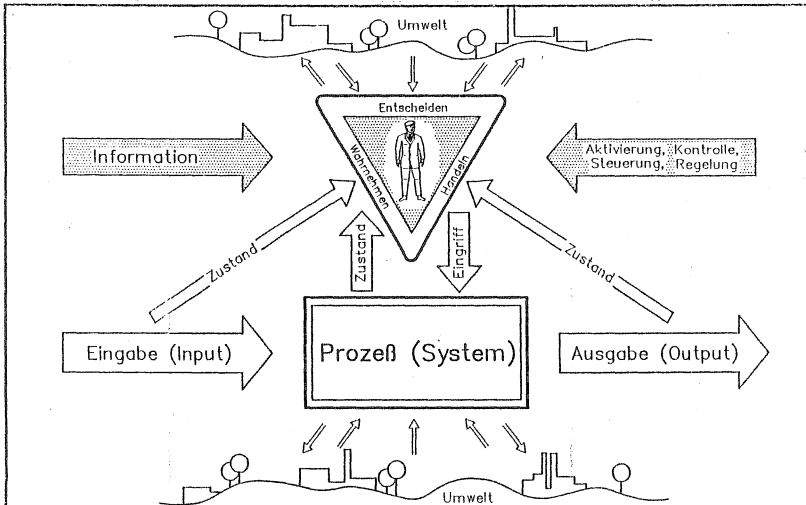 Umwelt
Entscheiden
Wahrnehmen
Handeln
Information
Aktivierung, Kontrolle,
Steuerung, Regelung
Zustand
Zustand
Eingriff
Zustand
Eingabe (Input)
Prozeß (System)
Ausgabe (Output)
Umwelt